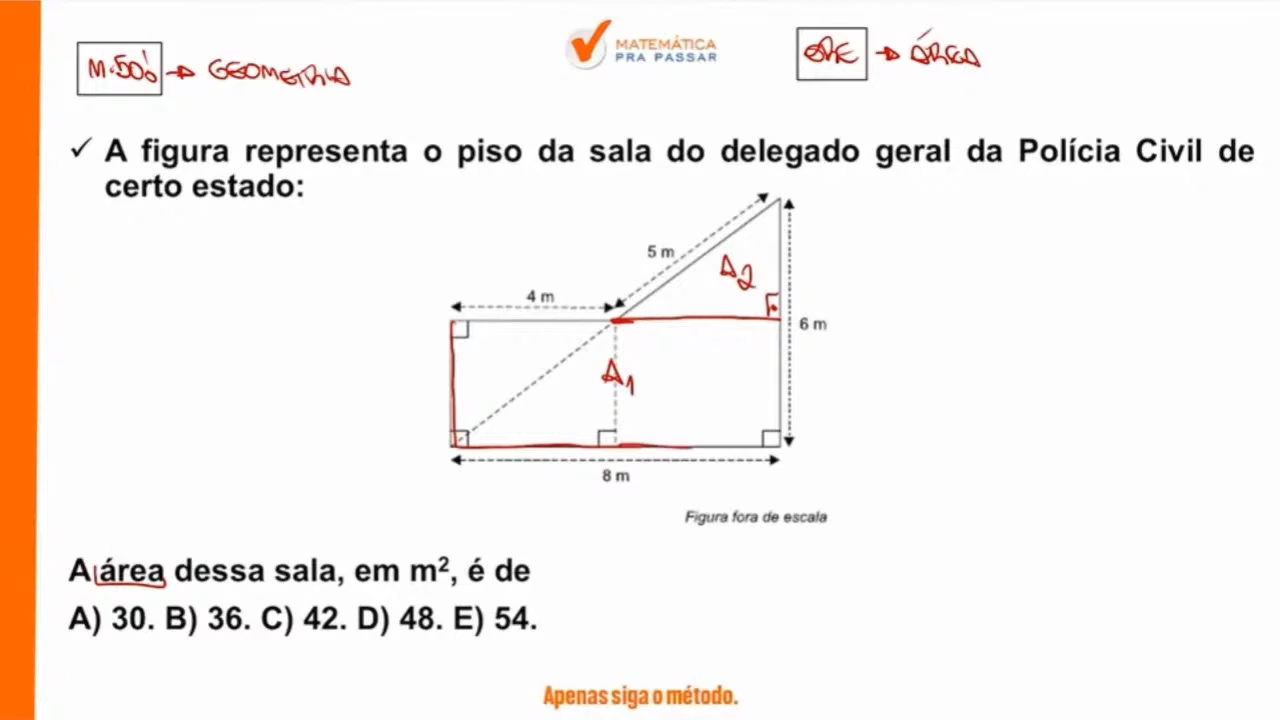 M.500 → GEOMETRIA
MATEMÁTICA
PRA PASSAR
→ ÁREA
✓ A figura representa o piso da sala do delegado geral da Polícia Civil de
certo estado:
5 m
A2
4 m
6 m
A1
8 m
Figura fora de escala
A área dessa sala, em m², é de
A) 30. B) 36. C) 42. D) 48. E) 54.
Apenas siga o método.